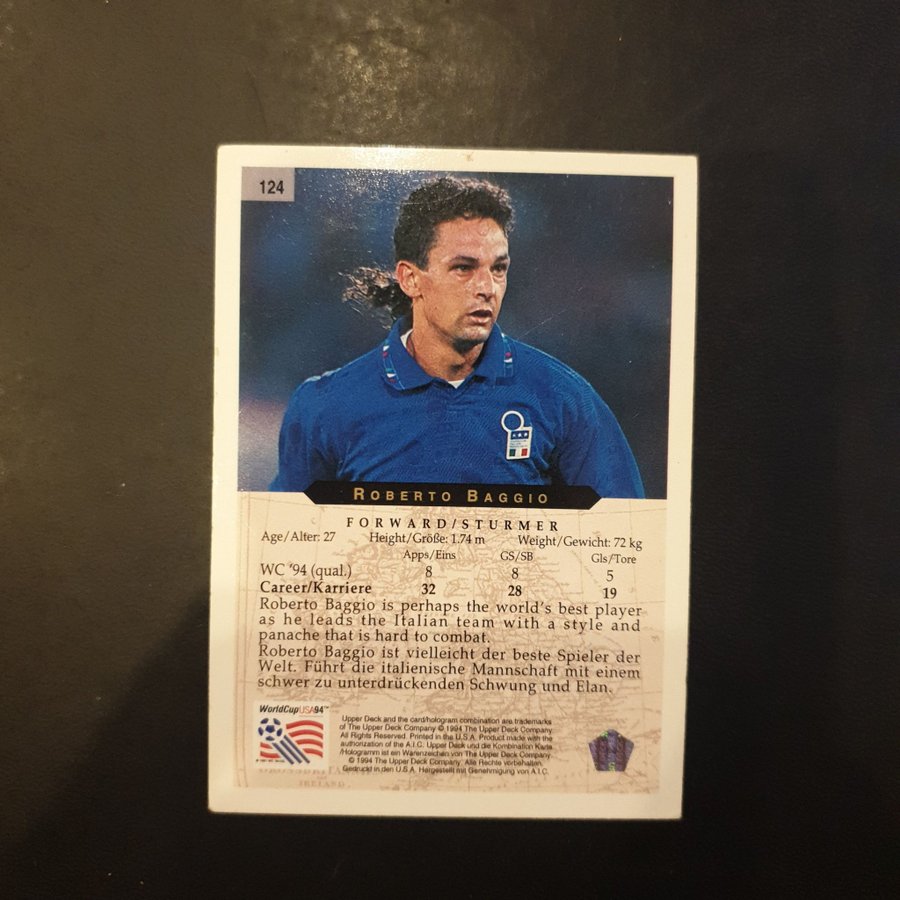 124
ROBERTO BAGGIO
FORWARD/STURMER
Age/Alter: 27 Height/Größe: 1.74 m Weight/Gewicht: 72 kg
Apps/Eins GS/SB Gls/Tore
WC '94 (qual.) 8 8 5
Career/Karriere 32 28 19
Roberto Baggio is perhaps the world's best player
as he leads the Italian team with a style and
panache that is hard to combat.
Roberto Baggio ist vielleicht der beste Spieler der
Welt. Führt die italienische Mannschaft mit einem
schwer zu unterdrückenden Schwung und Elan.
WorldCupUSA94™
Upper Deck and the card/hologram combination are trademarks
of The Upper Deck Company © 1994 The Upper Deck Company.
All Rights Reserved. Printed in the U.S.A. Product made with the
authorization of the A.I.C. Upper Deck und die Kombination Karte
/Hologramm ist ein Warenzeichen von The Upper Deck Company
© 1994 The Upper Deck Company. Alle Rechte vorbehalten.
Gedruckt in den U.S.A. Hergestellt mit Genehmigung von A.I.C.
IRELAND